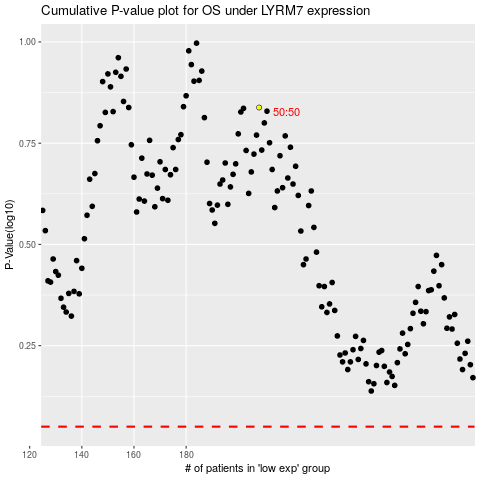 Cumulative P-value plot for OS under LYRM7 expression
P-Value(log10)
1.00
0.75
0.50
0.25
50:50
120 140 160 180
# of patients in 'low exp' group